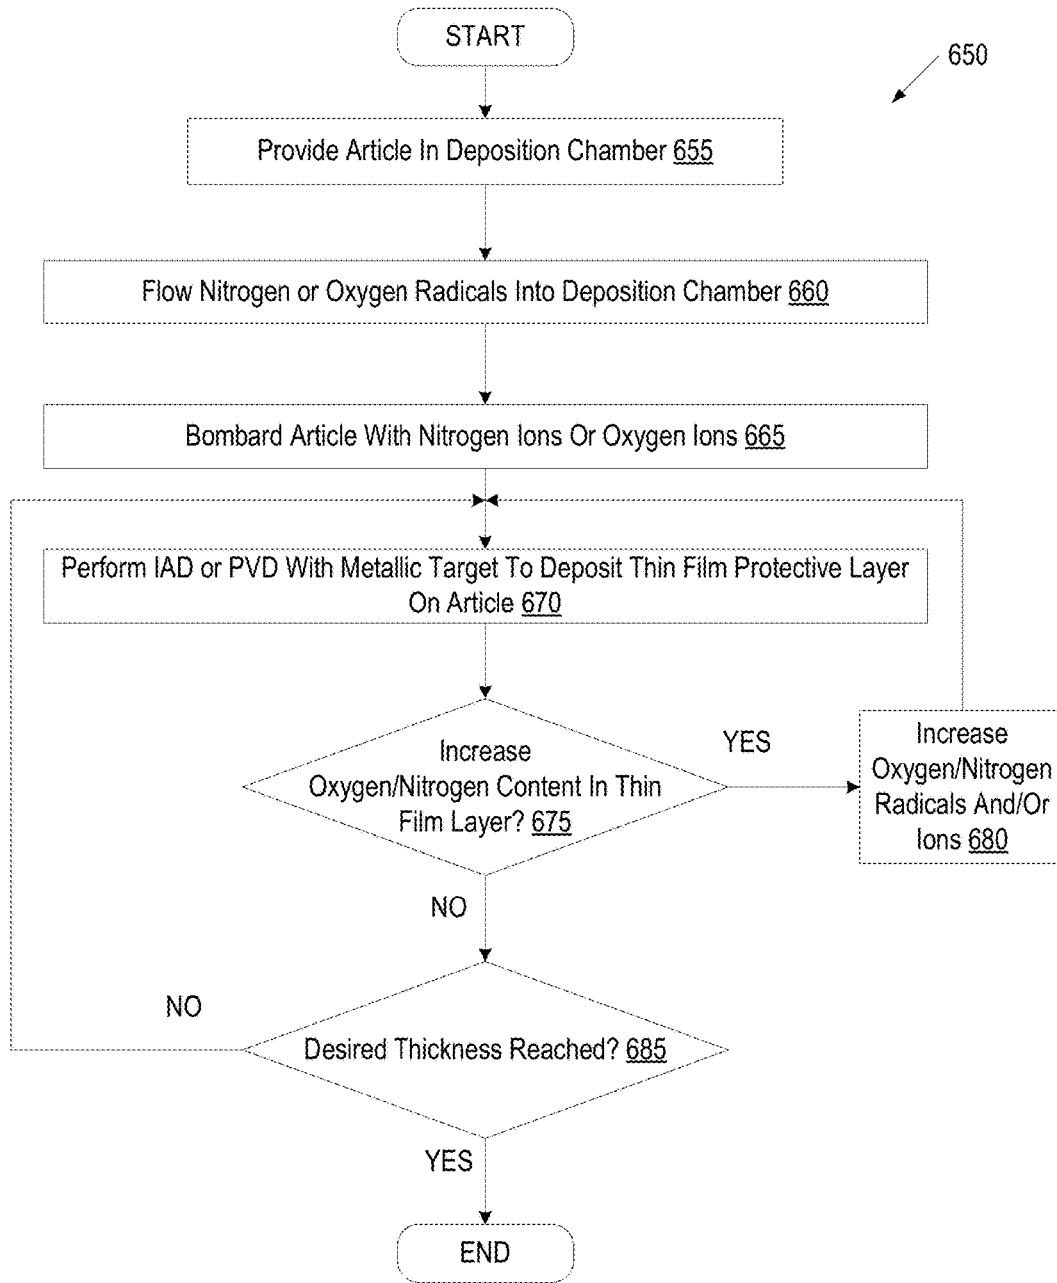 START
650
Provide Article In Deposition Chamber 655
Flow Nitrogen or Oxygen Radicals Into Deposition Chamber 660
Bombard Article With Nitrogen Ions Or Oxygen Ions 665
Perform IAD or PVD With Metallic Target To Deposit Thin Film Protective Layer
On Article 670
Increase
Oxygen/Nitrogen Content In Thin
Film Layer? 675
YES
Increase
Oxygen/Nitrogen
Radicals And/Or
Ions 680
NO
NO
Desired Thickness Reached? 685
YES
END